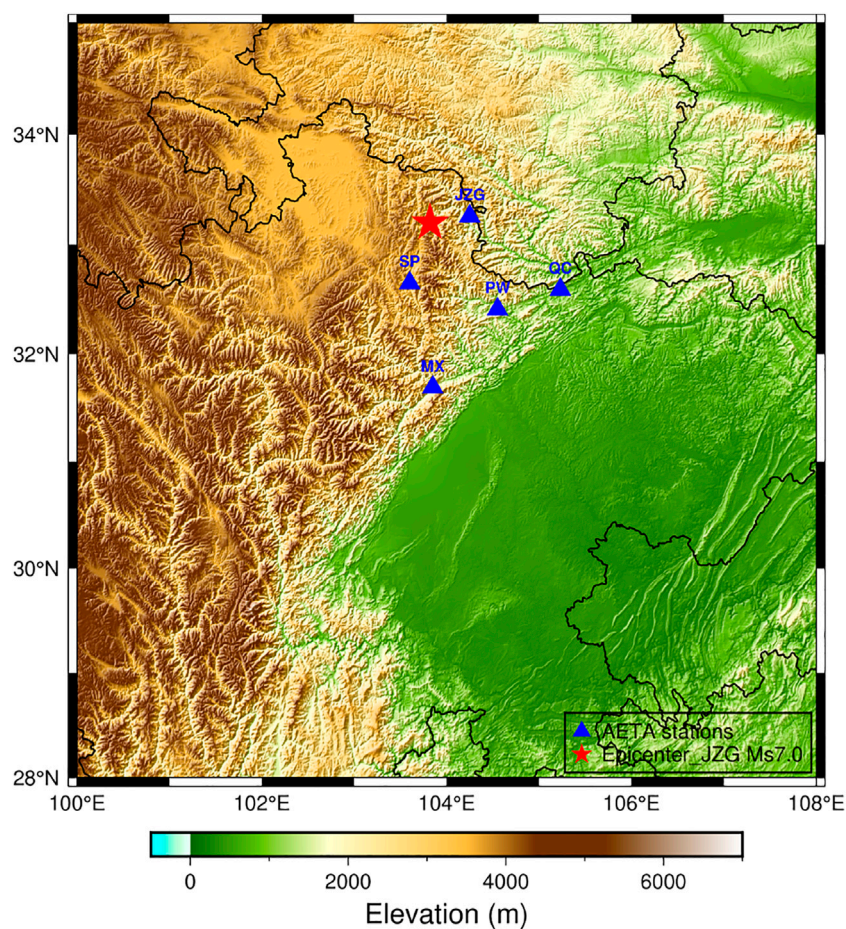 34°N
JZG
SP
QC
PW
32°N
MX
30°N
AETA stations
Epicenter_JZG Ms7.0
28°N
100°E 102°E 104°E 106°E 108°E
0 2000 4000 6000
Elevation (m)